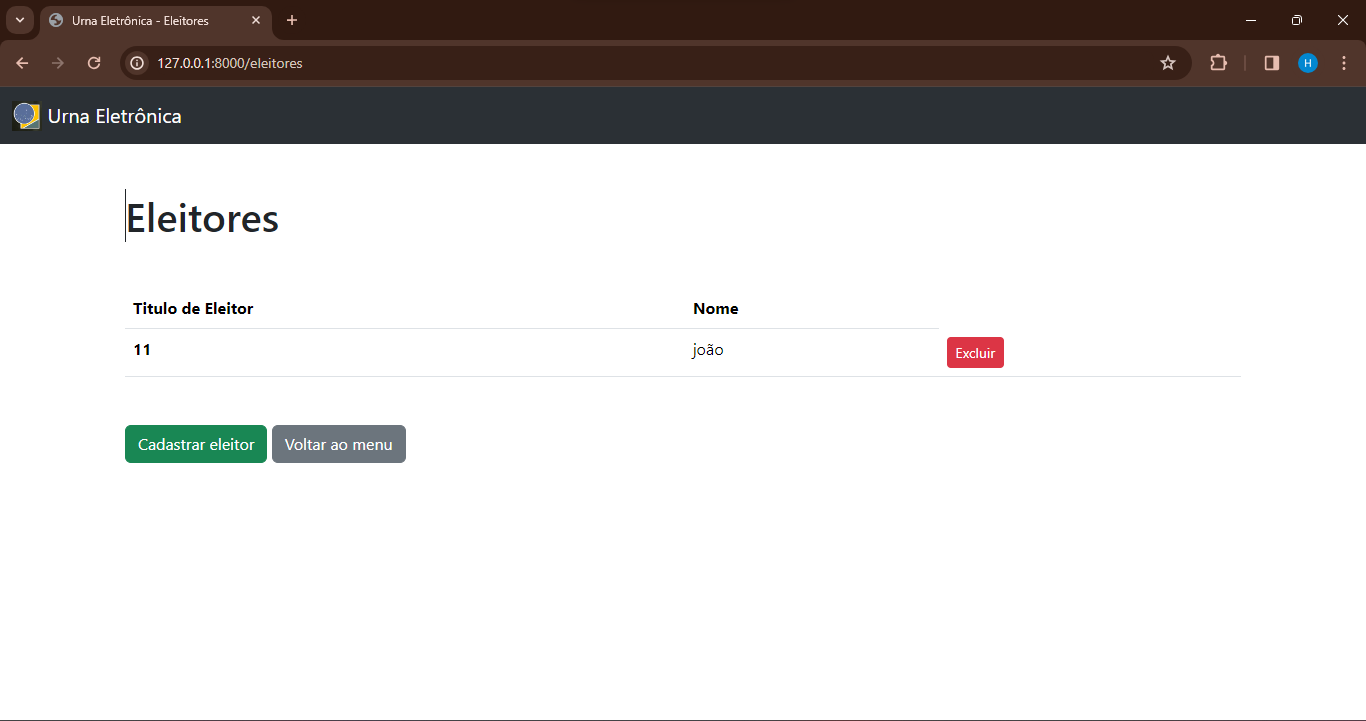 Urna Eletrônica - Eleitores
127.0.0.1:8000/eleitores
H
Urna Eletrônica
Eleitores
Titulo de Eleitor Nome
11 joão Excluir
Cadastrar eleitor Voltar ao menu